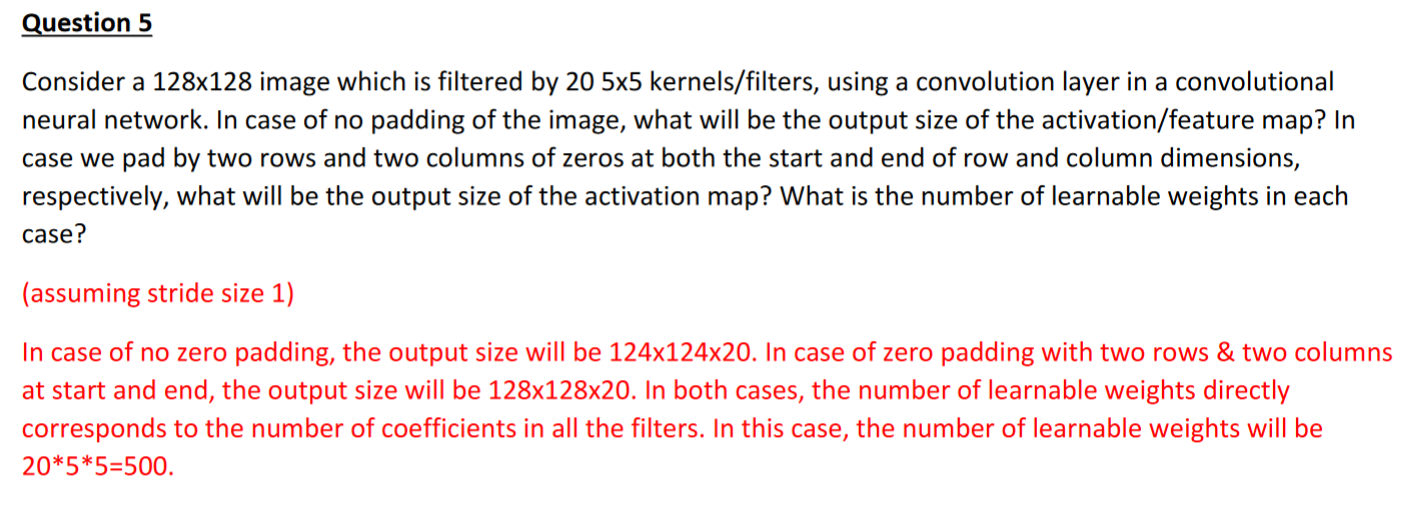 Question 5
Consider a 128x128 image which is filtered by 20 5x5 kernels/filters, using a convolution layer in a convolutional
neural network. In case of no padding of the image, what will be the output size of the activation/feature map? In
case we pad by two rows and two columns of zeros at both the start and end of row and column dimensions,
respectively, what will be the output size of the activation map? What is the number of learnable weights in each
case?
(assuming stride size 1)
In case of no zero padding, the output size will be 124x124x20. In case of zero padding with two rows & two columns
at start and end, the output size will be 128x128x20. In both cases, the number of learnable weights directly
corresponds to the number of coefficients in all the filters. In this case, the number of learnable weights will be
20*5*5=500.